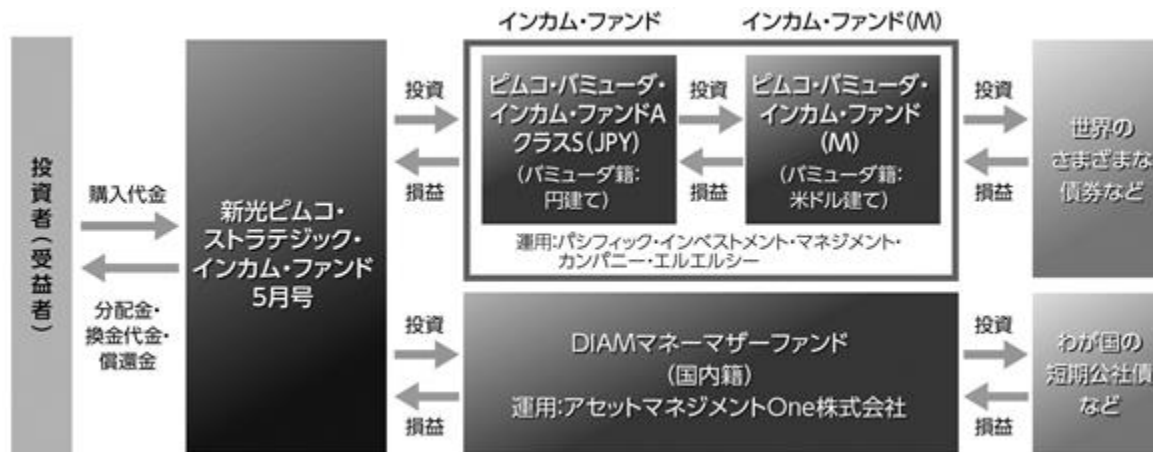 インカム・ファンド
インカム・ファンド(M)
投資者(受益者)
購入代金
分配金・
換金代金・
償還金
新光ピムコ・
ストラテジック・
インカム・ファンド
5月号
投資
損益
ピムコ・バミューダ・
インカム・ファンドA
クラスS(JPY)
(バミューダ籍:
円建て)
投資
損益
ピムコ・バミューダ・
インカム・ファンド
(M)
(バミューダ籍:
米ドル建て)
運用:パシフィック・インベストメント・マネジメント・
カンパニー・エルエルシー
投資
損益
世界の
さまざまな
債券など
投資
損益
DIAMマネーマザーファンド
(国内籍)
運用:アセットマネジメントOne株式会社
投資
損益
わが国の
短期公社債
など